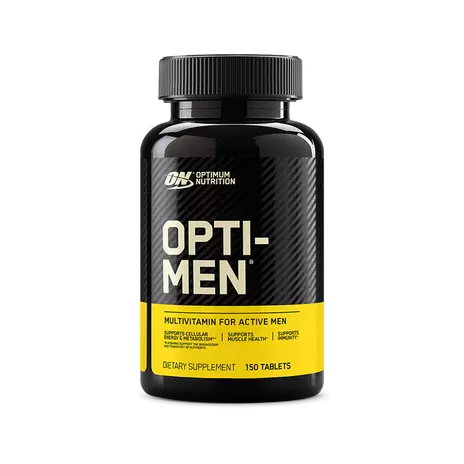 ON OPTIMUM
NUTRITION
OPTI-
MEN®
MULTIVITAMIN FOR ACTIVE MEN
SUPPORTS CELLULAR
ENERGY & METABOLISM**
SUPPORTS
MUSCLE HEALTH*
SUPPORTS
IMMUNITY*
DIETARY SUPPLEMENT 150 TABLETS